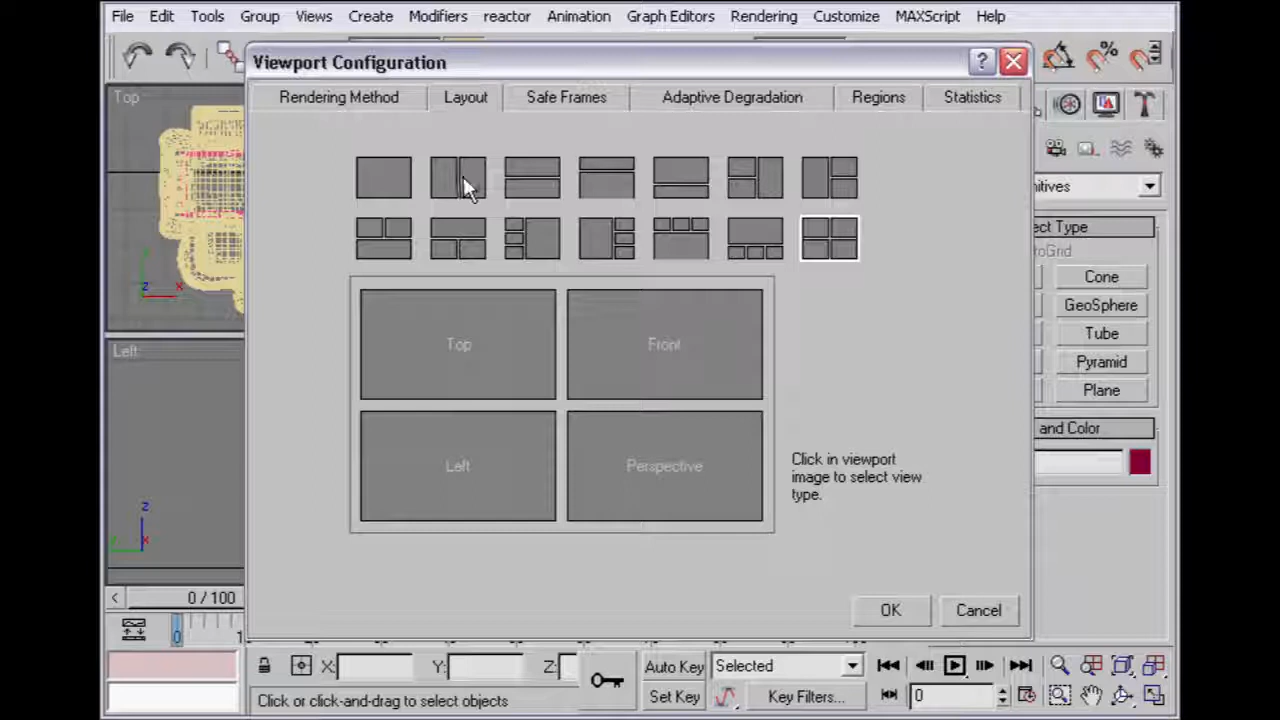 File Edit Tools Group Views Create Modifiers reactor Animation Graph Editors Rendering Customize MAXScript Help
Viewport Configuration
Rendering Method Layout Safe Frames Adaptive Degradation Regions Statistics
Top
Left
Top Front
Left Perspective
Click in viewport
image to select view
type.
OK Cancel
Cone
GeoSphere
Tube
Pyramid
Plane
and Color
0 / 100
0
X: Y: Z:
Auto Key Selected
Set Key Key Filters... 0
Click or click-and-drag to select objects